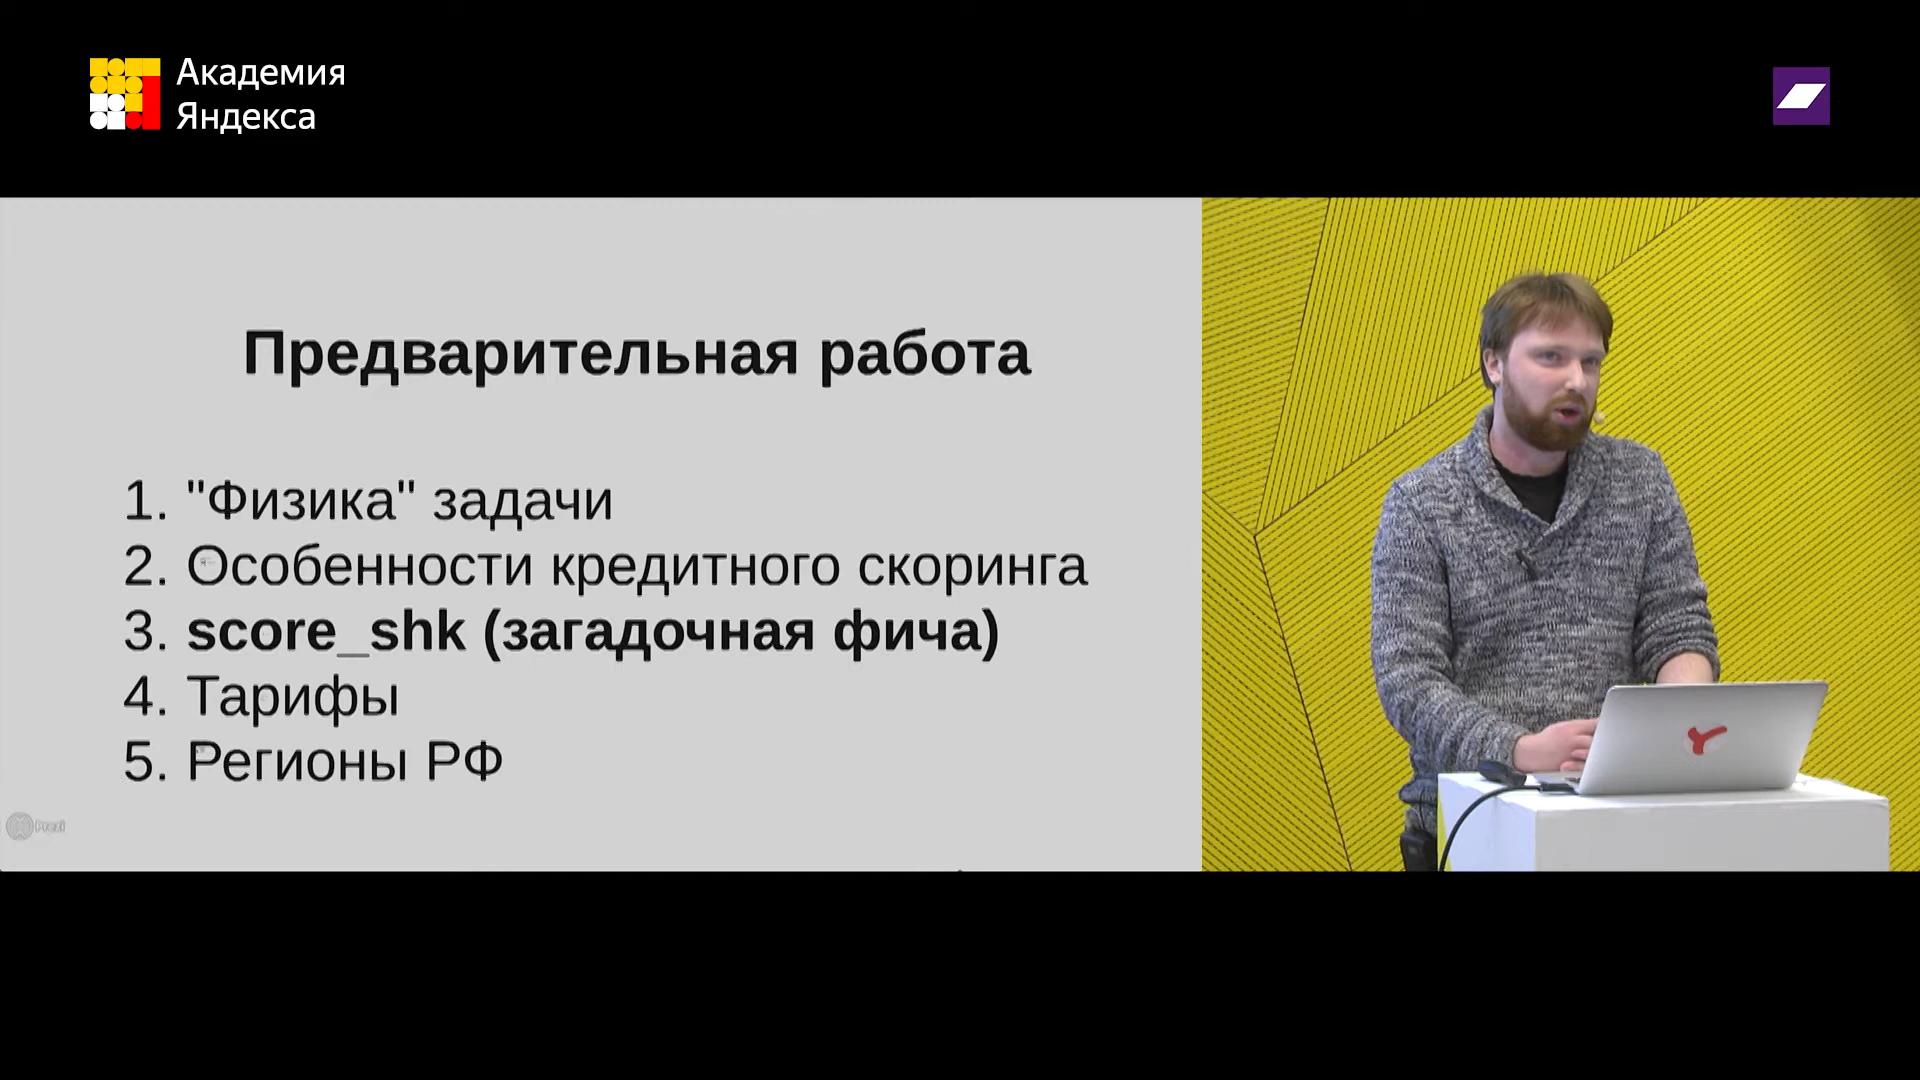 Академия
Яндекса
Предварительная работа
1. "Физика" задачи
2. Особенности кредитного скоринга
3. score_shk (загадочная фича)
4. Тарифы
5. Регионы РФ
Prezi